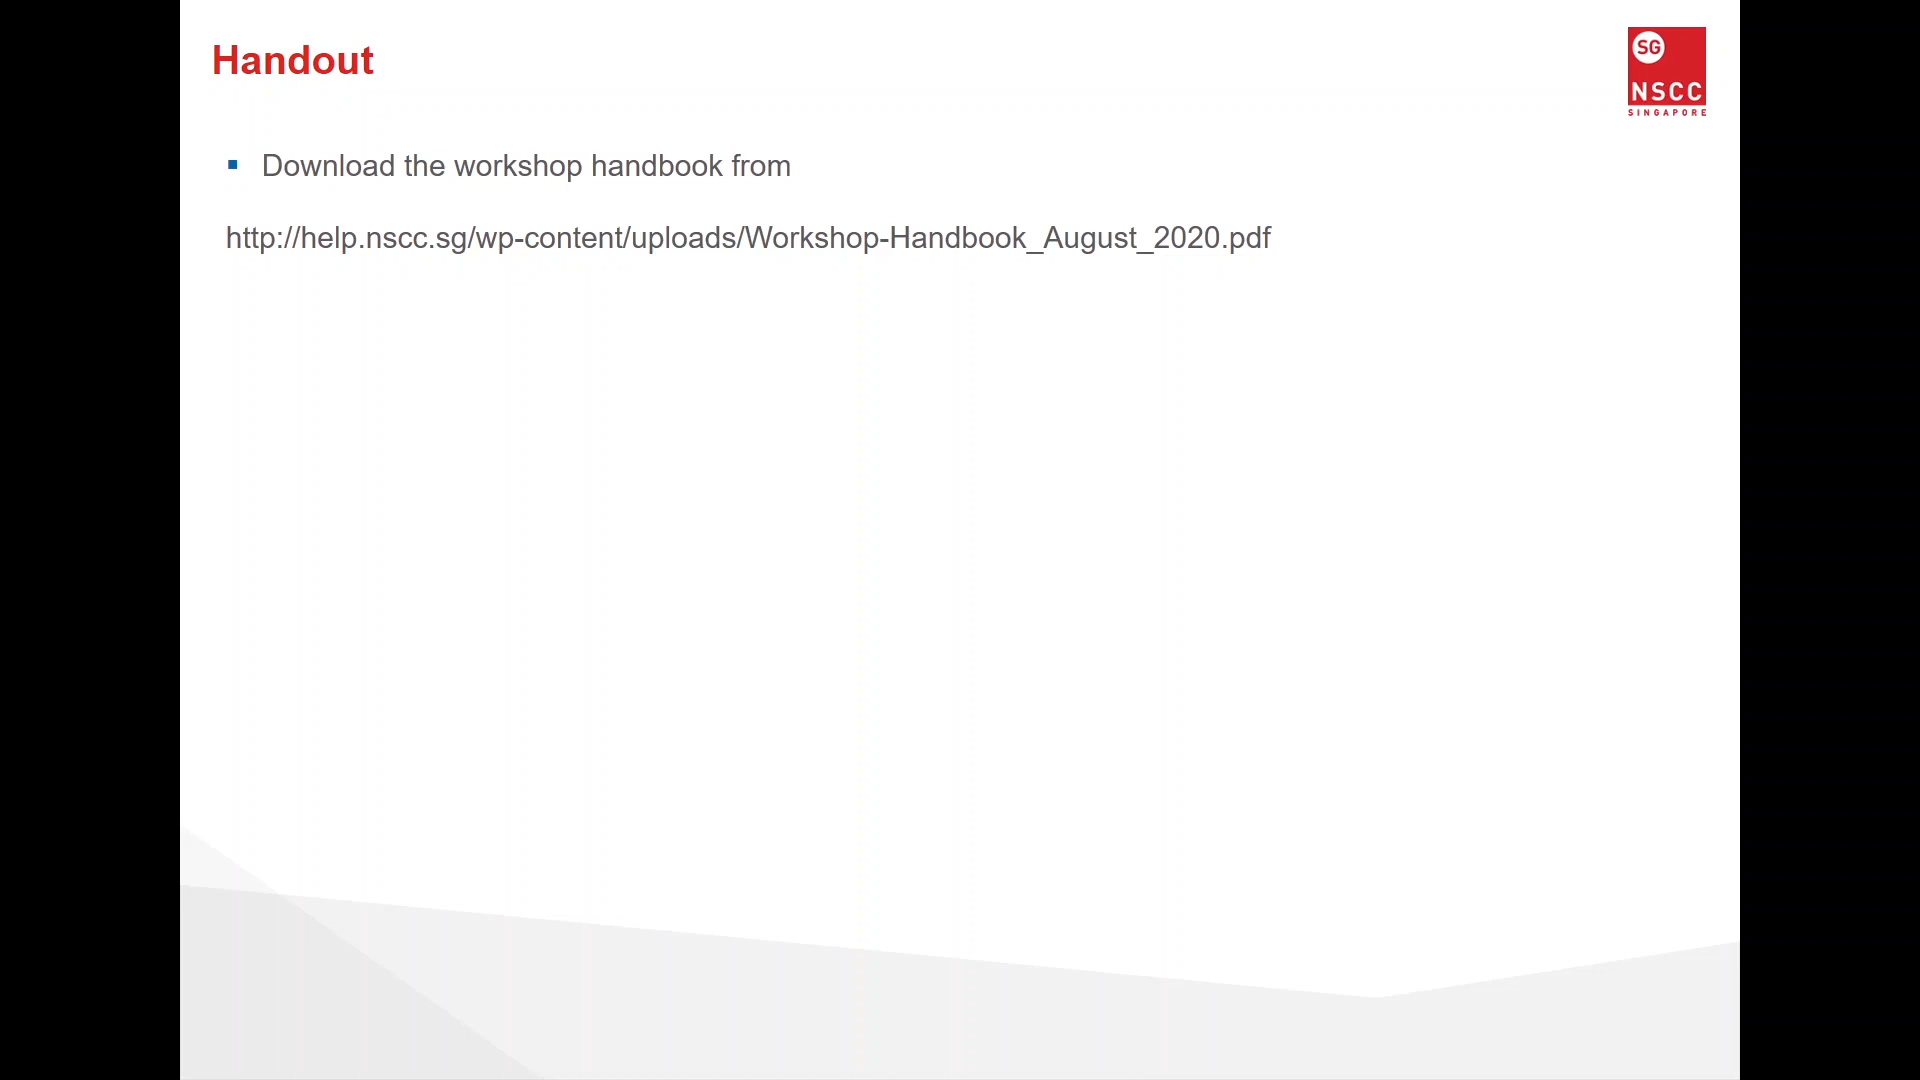 Handout
SG
NSCC
SINGAPORE
Download the workshop handbook from
http://help.nscc.sg/wp-content/uploads/Workshop-Handbook_August_2020.pdf